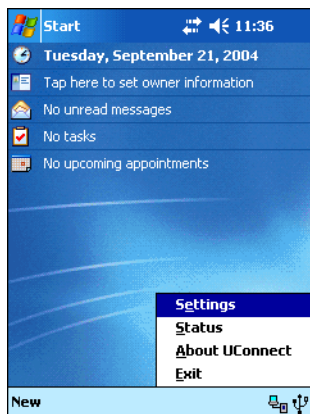 Start 11:36
Tuesday, September 21, 2004
Tap here to set owner information
No unread messages
No tasks
No upcoming appointments
Settings
Status
About UConnect
Exit
New